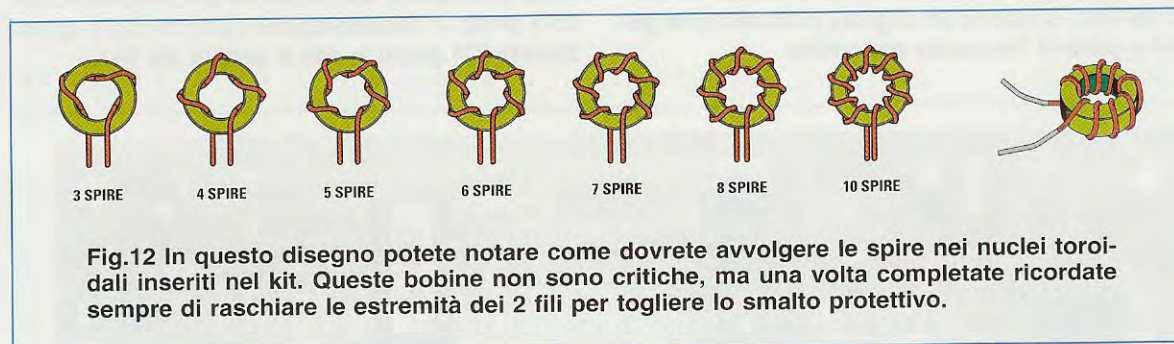 3 SPIRE 4 SPIRE 5 SPIRE 6 SPIRE 7 SPIRE 8 SPIRE 10 SPIRE
Fig.12 In questo disegno potete notare come dovrete avvolgere le spire nei nuclei toroi-
dali inseriti nel kit. Queste bobine non sono critiche, ma una volta completate ricordate
sempre di raschiare le estremità dei 2 fili per togliere lo smalto protettivo.